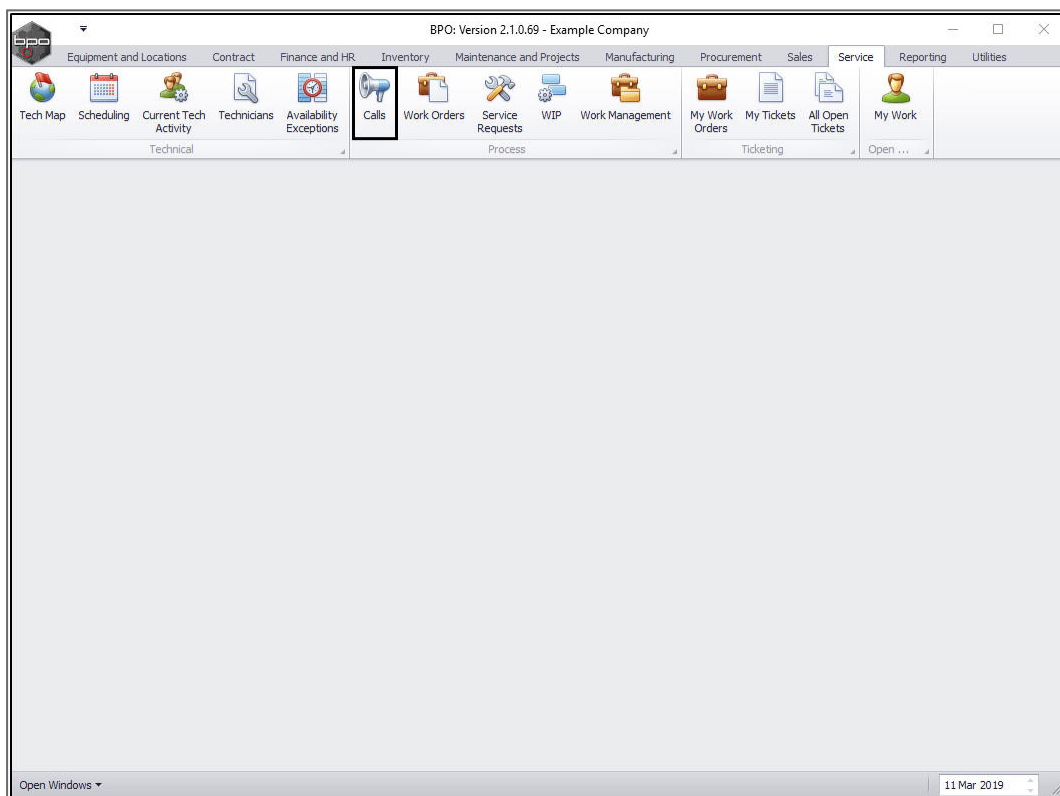 BPO: Version 2.1.0.69 - Example Company
bpo
Equipment and Locations Contract Finance and HR Inventory Maintenance and Projects Manufacturing Procurement Sales Service Reporting Utilities
Tech Map Scheduling Current Tech Technicians Availability Calls Work Orders Service WIP Work Management My Work My Tickets All Open My Work
Activity Exceptions Requests Orders Tickets
Technical Process Ticketing Open ...
Open Windows 11 Mar 2019